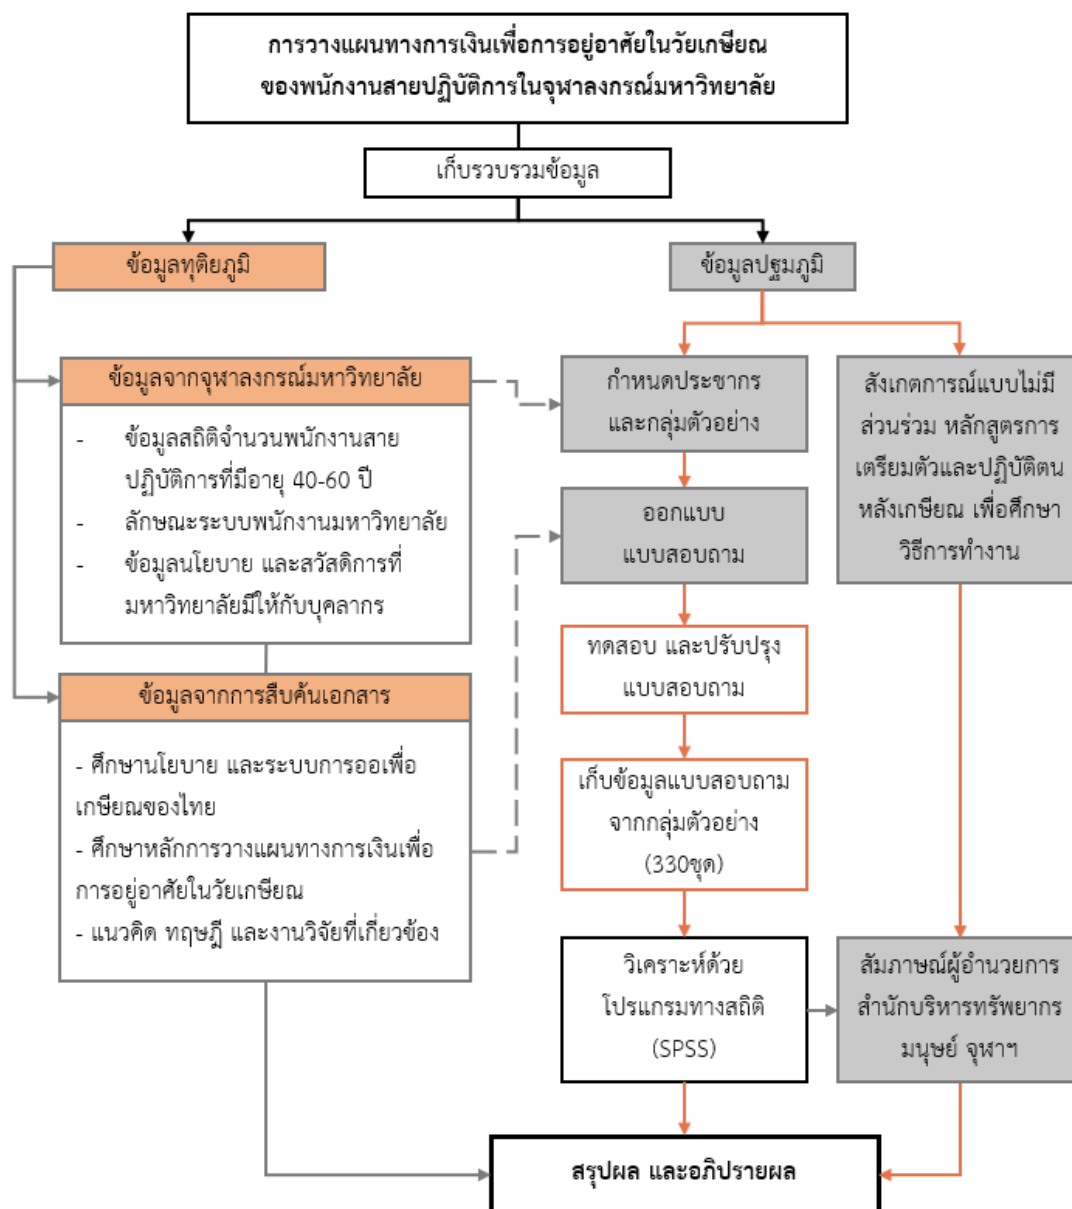 การวางแผนทางการเงินเพื่อการอยู่อาศัยในวัยเกษียณ
ของพนักงานสายปฏิบัติการในจุฬาลงกรณ์มหาวิทยาลัย
เก็บรวบรวมข้อมูล
ข้อมูลทุติยภูมิ
ข้อมูลปฐมภูมิ
ข้อมูลจากจุฬาลงกรณ์มหาวิทยาลัย
- ข้อมูลสถิติจำนวนพนักงานสาย
ปฏิบัติการที่มีอายุ 40-60 ปี
- ลักษณะระบบพนักงานมหาวิทยาลัย
- ข้อมูลนโยบาย และสวัสดิการที่
มหาวิทยาลัยมีให้กับบุคลากร
ข้อมูลจากการสืบค้นเอกสาร
- ศึกษานโยบาย และระบบการออเพื่อ
เกษียณของไทย
- ศึกษาหลักการวางแผนทางการเงินเพื่อ
การอยู่อาศัยในวัยเกษียณ
- แนวคิด ทฤษฎี และงานวิจัยที่เกี่ยวข้อง
กำหนดประชากร
และกลุ่มตัวอย่าง
ออกแบบ
แบบสอบถาม
ทดสอบ และปรับปรุง
แบบสอบถาม
เก็บข้อมูลแบบสอบถาม
จากกลุ่มตัวอย่าง
(330ชุด)
วิเคราะห์ด้วย
โปรแกรมทางสถิติ
(SPSS)
สังเกตการณ์แบบไม่มี
ส่วนร่วม หลักสูตรการ
เตรียมตัวและปฏิบัติตน
หลังเกษียณ เพื่อศึกษา
วิธีการทำงาน
สัมภาษณ์ผู้อำนวยการ
สำนักบริหารทรัพยากร
มนุษย์ จุฬาฯ
สรุปผล และอภิปรายผล